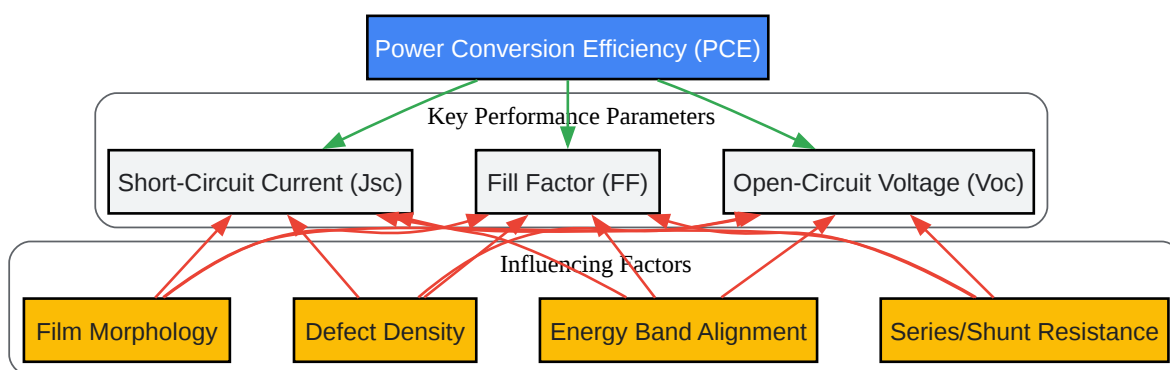 Power Conversion Efficiency (PCE)
Key Performance Parameters
Short-Circuit Current (Jsc)
Fill Factor (FF)
Open-Circuit Voltage (Voc)
Influencing Factors
Film Morphology
Defect Density
Energy Band Alignment
Series/Shunt Resistance